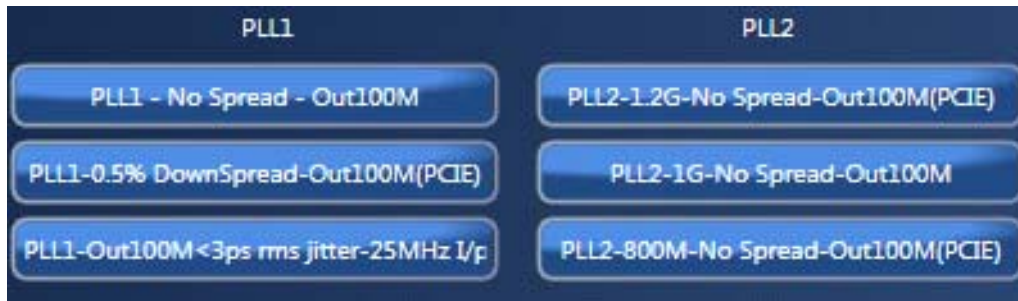 PLL1
PLL2
PLL1 - No Spread - Out100M
PLL2-1.2G-No Spread-Out100M(PCIE)
PLL1-0.5% DownSpread-Out100M(PCIE)
PLL2-1G-No Spread-Out100M
PLL1-Out100M<3ps rms jitter-25MHz I/p
PLL2-800M-No Spread-Out100M(PCIE)